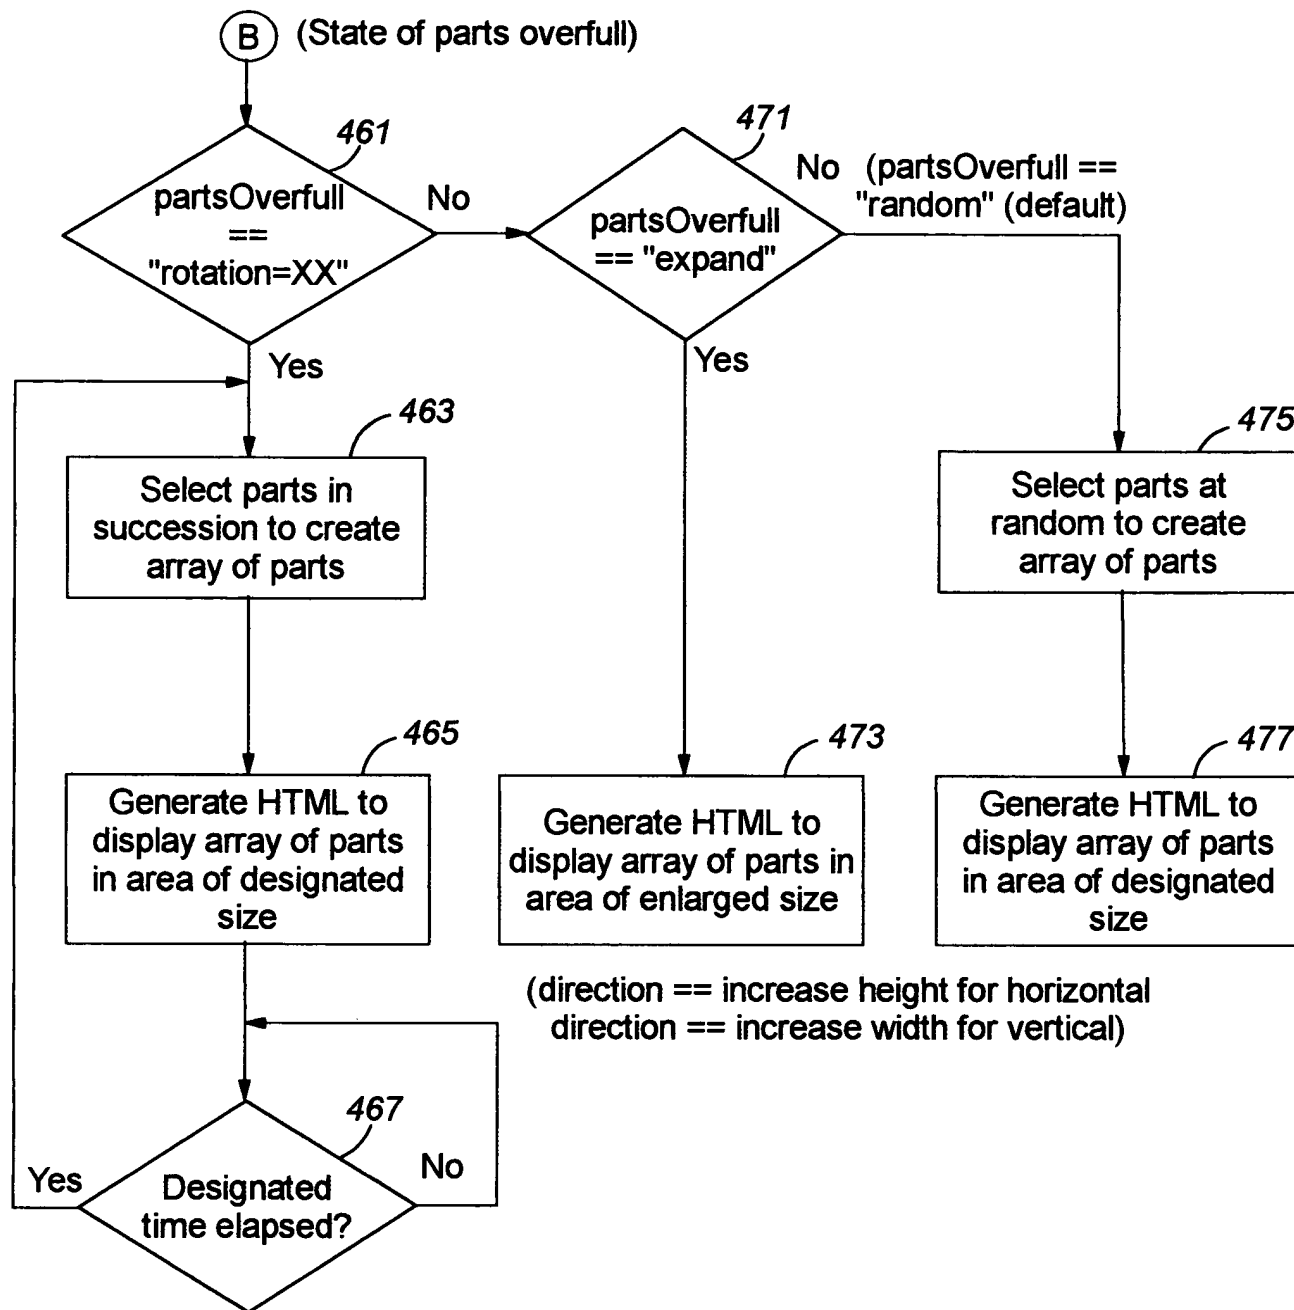 B (State of parts overfull)
461
partsOverfull
==
"rotation=XX"
No
Yes
471
partsOverfull
== "expand"
No (partsOverfull ==
"random" (default)
Yes
463
Select parts in
succession to create
array of parts
475
Select parts at
random to create
array of parts
465
Generate HTML to
display array of parts
in area of designated
size
473
Generate HTML to
display array of parts in
area of enlarged size
477
Generate HTML to
display array of parts
in area of designated
size
(direction == increase height for horizontal
direction == increase width for vertical)
467
Designated
time elapsed?
Yes
No